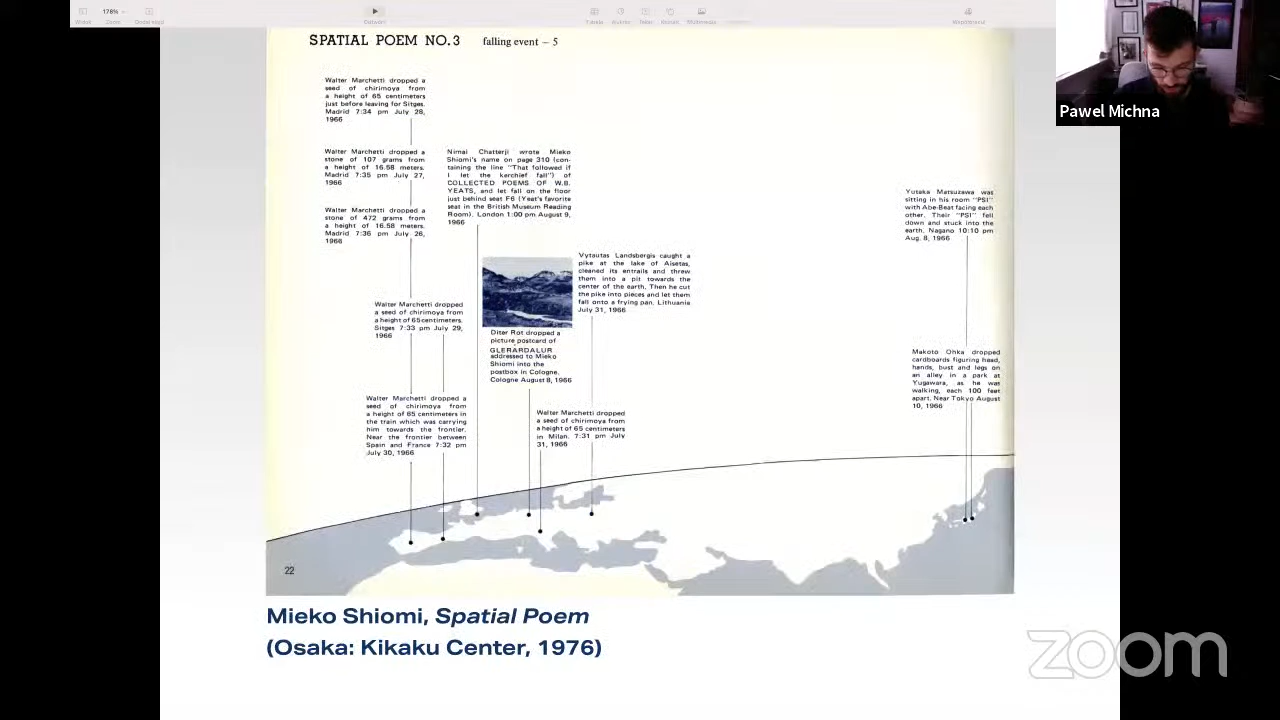 178%
SPATIAL POEM NO.3 falling event – 5
Walter Marchetti dropped a
seed of chirimoya from
a height of 65 centimeters
just before leaving for Sitges.
Madrid 7:34 pm July 28,
1966
Walter Marchetti dropped a
stone of 107 grams from
a height of 16.58 meters.
Madrid 7:35 pm July 27,
1966
Walter Marchetti dropped a
stone of 472 grams from
a height of 16.58 meters.
Madrid 7:36 pm July 26,
1966
Nimai Chatterji wrote Mieko
Shiomi's name on page 310 (con-
taining the line "That followed if
I let the kerchief fall") of
COLLECTED POEMS OF W.B.
YEATS, and let fall on the floor
just behind seat F6 (Yeat's favorite
seat in the British Museum Reading
Room). London 1:00 pm August 9,
1966
Walter Marchetti dropped
a seed of chirimoya from
a height of 65 centimeters.
Sitges 7:33 pm July 29,
1966
Diter Rot dropped a
picture postcard of
GLERARDALUR
addressed to Mieko
Shiomi into the
postbox in Cologne.
Cologne August 8, 1966
Vytautas Landsbergis caught a
pike at the lake of Aisetas,
cleaned its entrails and threw
them into a pit towards the
center of the earth. Then he cut
the pike into pieces and let them
fall onto a frying pan. Lithuania
July 31, 1966
Walter Marchetti dropped a
seed of chirimoya from
a height of 65 centimeters in
the train which was carrying
him towards the frontier.
Near the frontier between
Spain and France 7:32 pm
July 30, 1966
Walter Marchetti dropped
a seed of chirimoya from
a height of 65 centimeters
in Milan. 7:31 pm July
31, 1966
Yutaka Matsuzawa was
sitting in his room "PSI"
with Abe-Beat facing each
other. Their "PSI" fell
down and stuck into the
earth. Nagano 10:10 pm
Aug. 8, 1966
Makoto Ohka dropped
cardboards figuring head,
hands, bust and legs on
an alley in a park at
Yugawara, as he was
walking, each 100 feet
apart. Near Tokyo August
10, 1966
22
Mieko Shiomi, Spatial Poem
(Osaka: Kikaku Center, 1976)
Pawel Michna
zoom